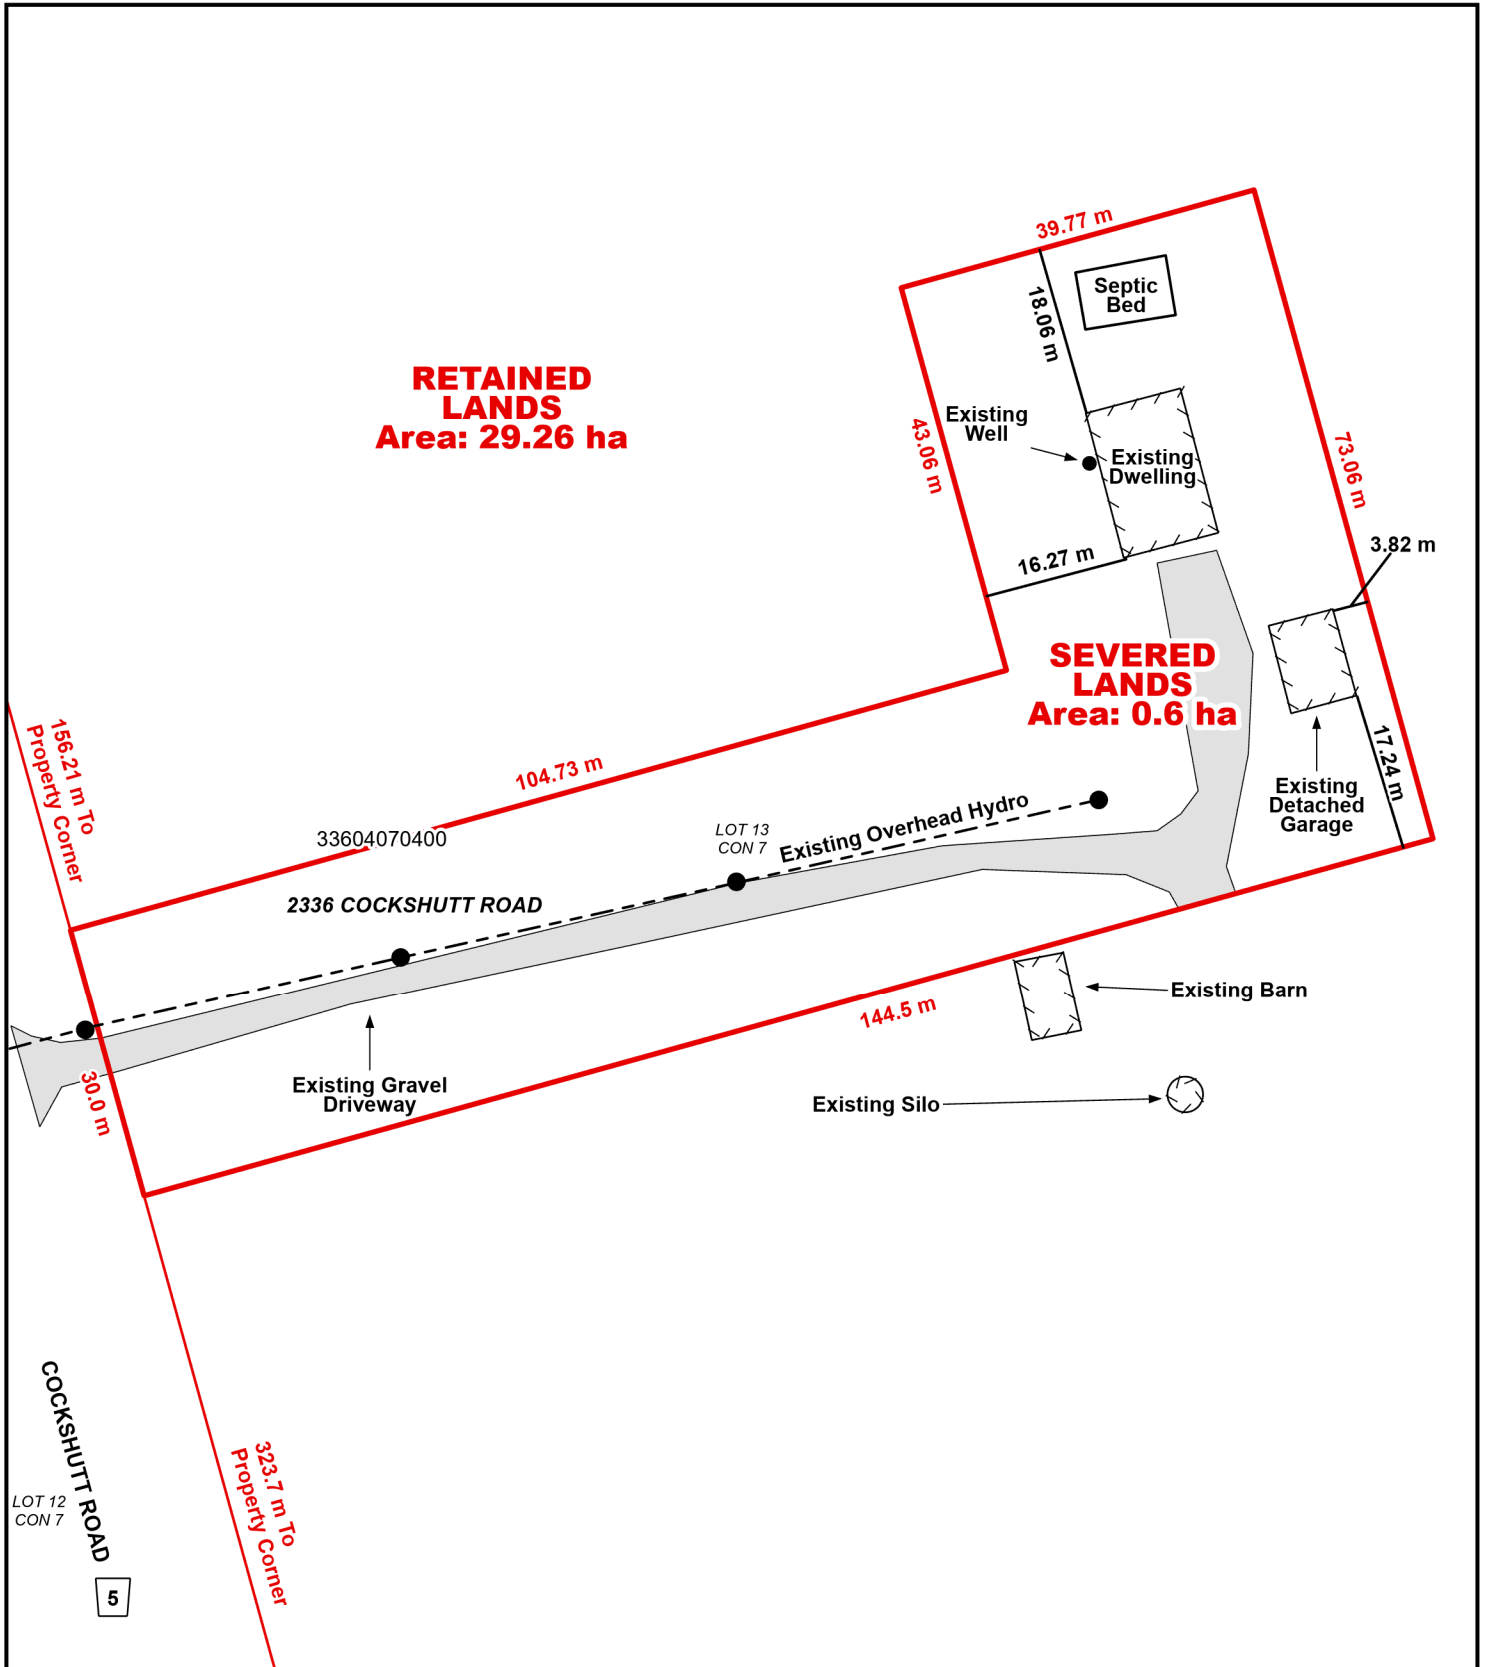 39.77 m
Septic
Bed
18.06 m
RETAINED
LANDS
Area: 29.26 ha
Existing
Well
43.06 m
Existing
Dwelling
73.06 m
3.82 m
16.27 m
SEVERED
LANDS
Area: 0.6 ha
156.21 m To
Property Corner
104.73 m
17.24 m
Existing
Detached
Garage
33604070400
LOT 13
CON 7
Existing Overhead Hydro
2336 COCKSHUTT ROAD
Existing Barn
144.5 m
30.0 m
Existing Gravel
Driveway
Existing Silo
COCKSHUTT ROAD
323.7 m To
Property Corner
LOT 12
CON 7
5